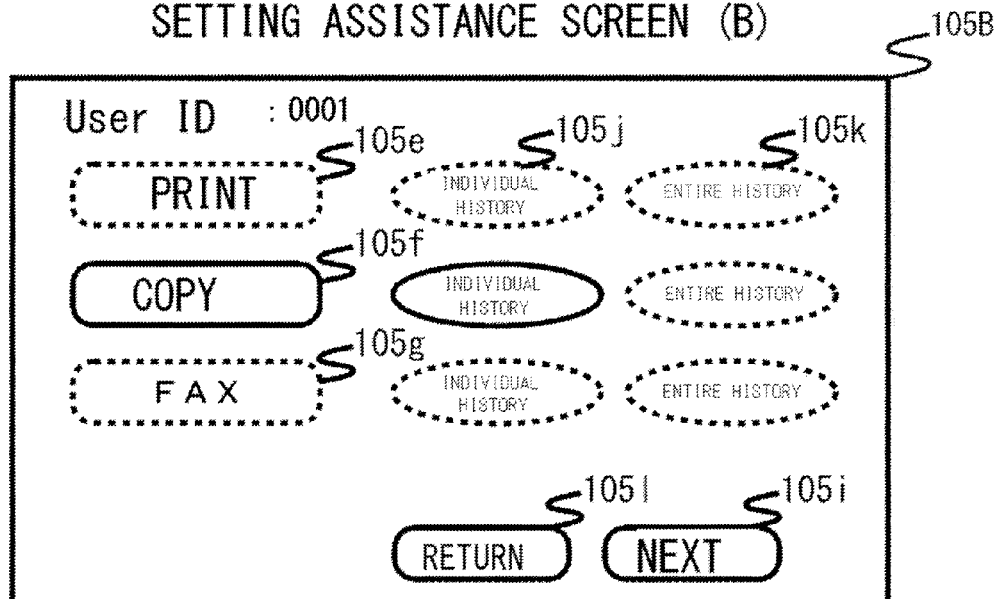 SETTING ASSISTANCE SCREEN (B)
105B
User ID : 0001
105e
105j
105k
PRINT
INDIVIDUAL
HISTORY
ENTIRE HISTORY
105f
COPY
INDIVIDUAL
HISTORY
ENTIRE HISTORY
105g
FAX
INDIVIDUAL
HISTORY
ENTIRE HISTORY
105l
105i
RETURN
NEXT